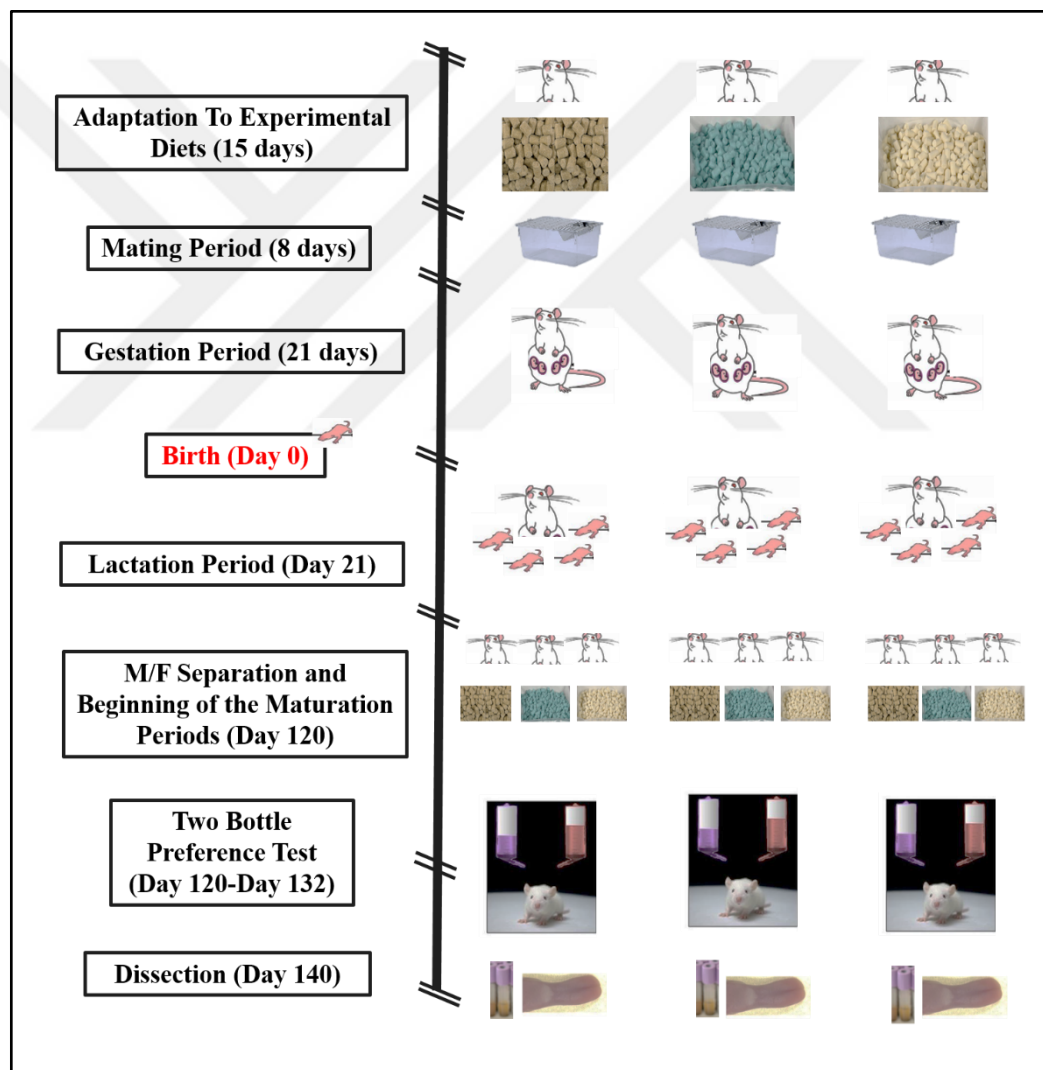 Adaptation To Experimental
Diets (15 days)
Mating Period (8 days)
Gestation Period (21 days)
Birth (Day 0)
Lactation Period (Day 21)
M/F Separation and
Beginning of the Maturation
Periods (Day 120)
Two Bottle
Preference Test
(Day 120-Day 132)
Dissection (Day 140)